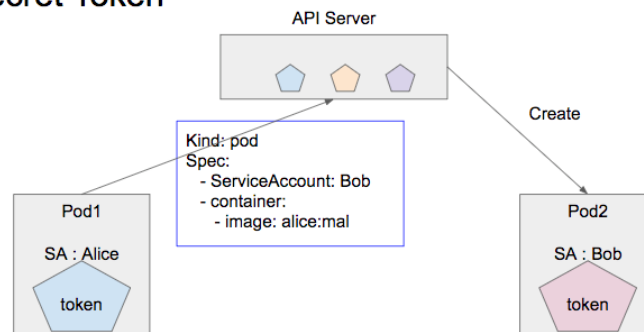 Token
API Server
Create
Kind: pod
Spec:
- ServiceAccount: Bob
- container:
- image: alice:mal
Pod1
SA : Alice
token
Pod2
SA : Bob
token